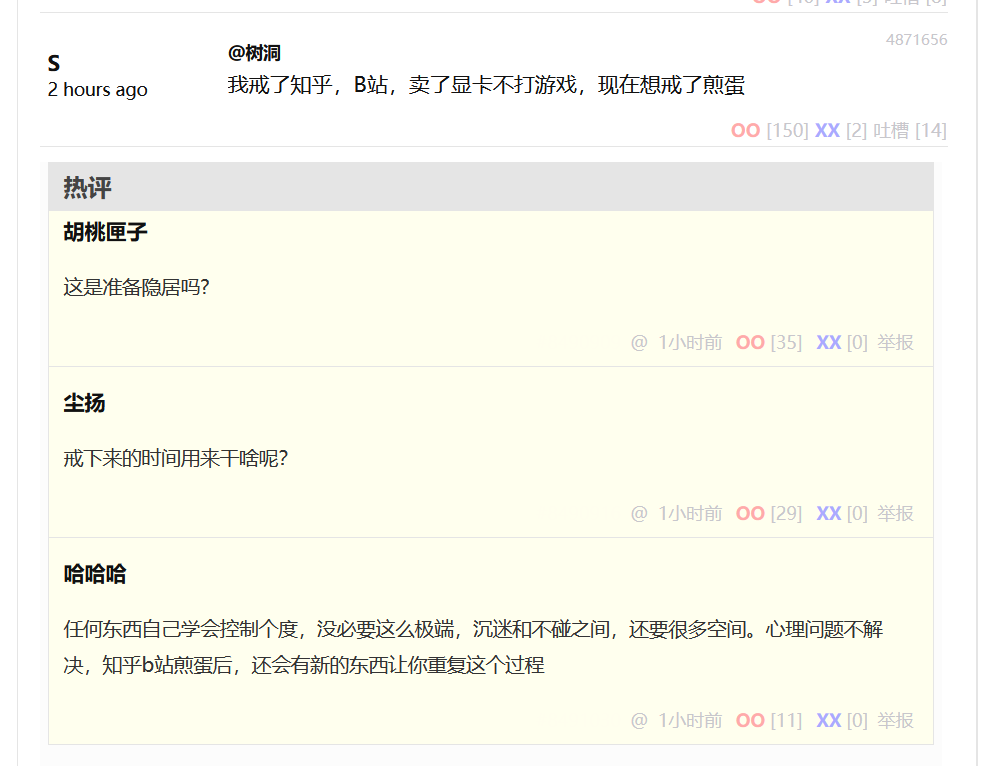 4871656
S
@树洞
2 hours ago
我戒了知乎，B站，卖了显卡不打游戏，现在想戒了煎蛋
OO [150] XX [2] 吐槽 [14]
热评
胡桃匣子
这是准备隐居吗？
@ 1小时前 OO [35] XX [0] 举报
尘扬
戒下来的时间用来干啥呢？
@ 1小时前 OO [29] XX [0] 举报
哈哈哈
任何东西自己学会控制个度，没必要这么极端，沉迷和不碰之间，还要很多空间。心理问题不解
决，知乎b站煎蛋后，还会有新的东西让你重复这个过程
@ 1小时前 OO [11] XX [0] 举报